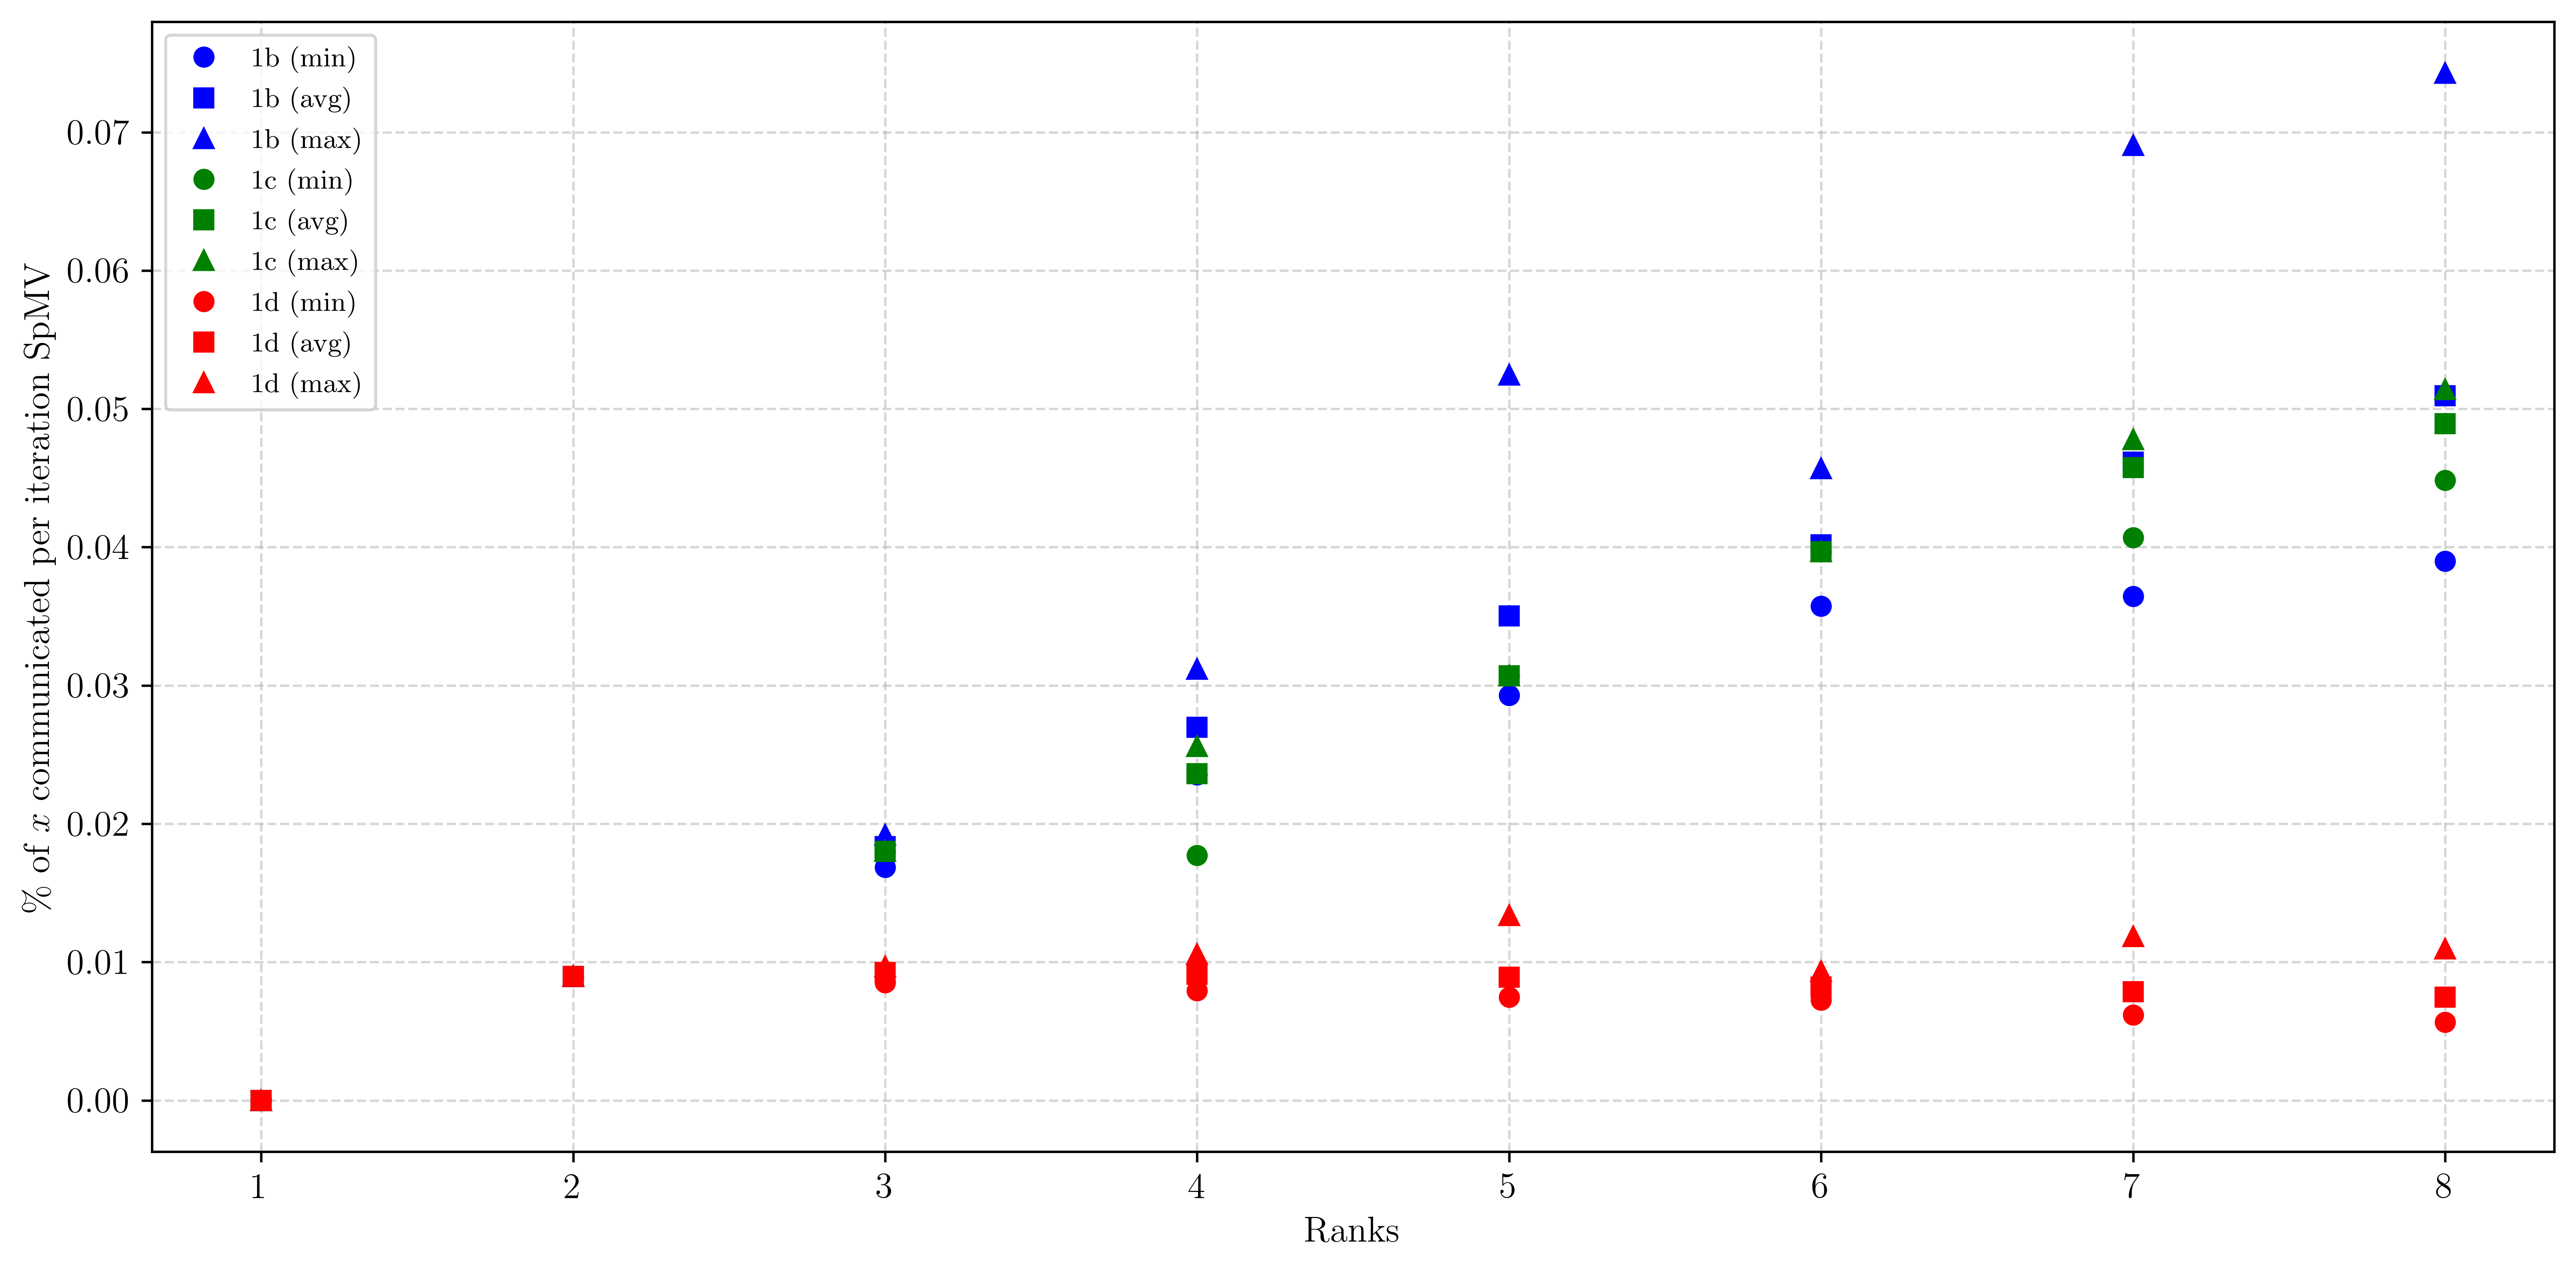 1b (min)
1b (avg)
1b (max)
1c (min)
1c (avg)
1c (max)
1d (min)
1d (avg)
1d (max)
% of x communicated per iteration SpMV
0.07
0.06
0.05
0.04
0.03
0.02
0.01
0.00
1 2 3 4 5 6 7 8
Ranks